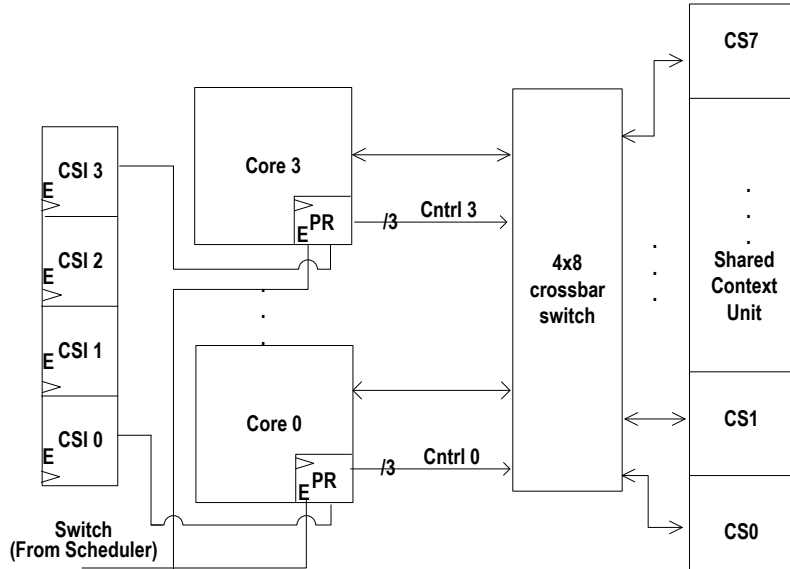 CS7
CSI 3
E
Core 3
PR
E
/3
Cntrl 3
CSI 2
E
4x8
crossbar
switch
Shared
Context
Unit
CSI 1
E
Core 0
CS1
CSI 0
E
PR
E
/3
Cntrl 0
CS0
Switch
(From Scheduler)